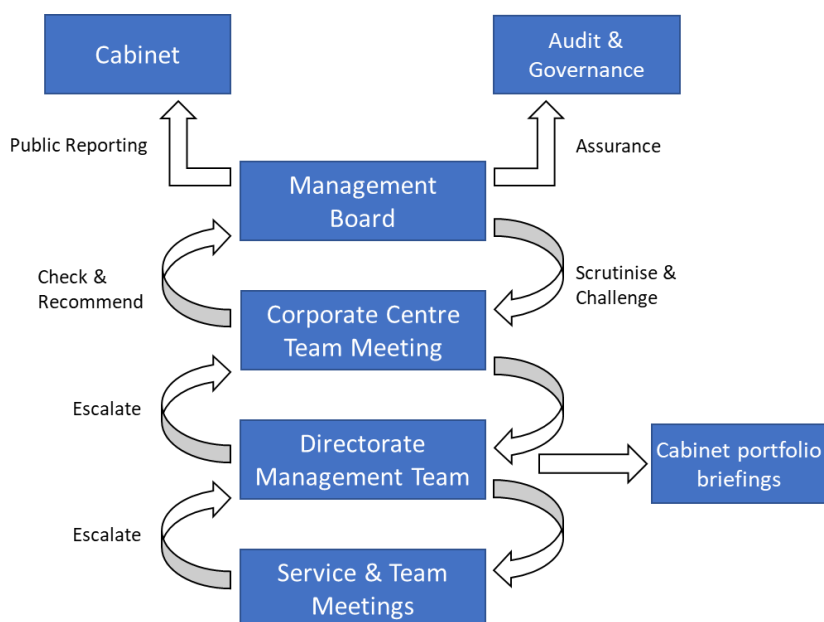 Cabinet
Audit &
Governance
Public Reporting
Assurance
Management
Board
Check &
Recommend
Scrutinise &
Challenge
Corporate Centre
Team Meeting
Escalate
Directorate
Management Team
Cabinet portfolio
briefings
Escalate
Service & Team
Meetings